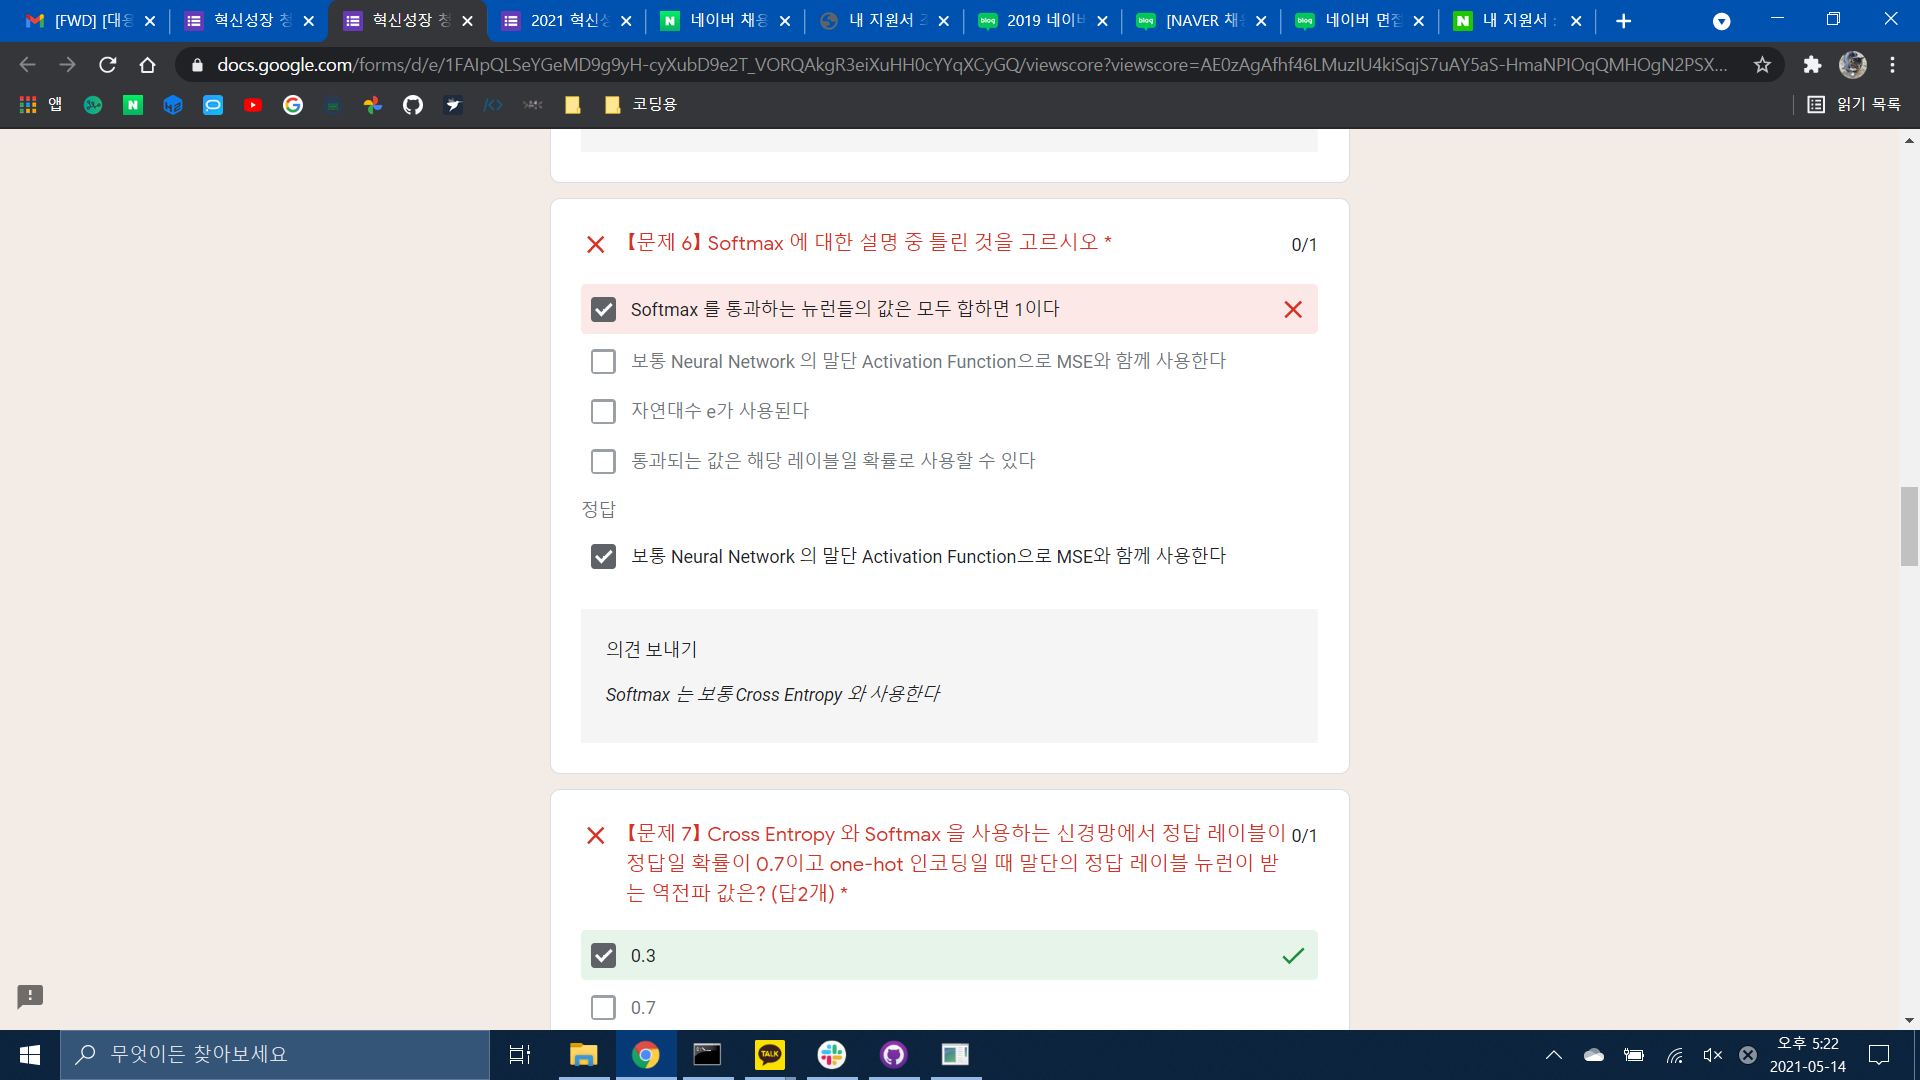 [FWD] [대용
혁신성장 청
혁신성장 청
2021 혁신성
네이버 채용
내 지원서 조
2019 네이버
[NAVER 채용
네이버 면접
내 지원서 :
docs.google.com/forms/d/e/1FAIpQLSeYGeMD9g9yH-cyXubD9e2T_VORQAkgR3eiXuHH0cYYqXCyGQ/viewscore?viewscore=AE0zAgAfhf46LMuzIU4kiSqjS7uAY5aS-HmaNPIOqQMHOgN2PSX...
앱
코딩용
읽기 목록
【문제 6】 Softmax 에 대한 설명 중 틀린 것을 고르시오 *
0/1
Softmax 를 통과하는 뉴런들의 값은 모두 합하면 1이다
보통 Neural Network 의 말단 Activation Function으로 MSE와 함께 사용한다
자연대수 e가 사용된다
통과되는 값은 해당 레이블일 확률로 사용할 수 있다
정답
보통 Neural Network 의 말단 Activation Function으로 MSE와 함께 사용한다
의견 보내기
Softmax 는 보통 Cross Entropy 와 사용한다
【문제 7】 Cross Entropy 와 Softmax 을 사용하는 신경망에서 정답 레이블이
0/1
정답일 확률이 0.7이고 one-hot 인코딩일 때 말단의 정답 레이블 뉴런이 받
는 역전파 값은? (답2개) *
0.3
0.7
무엇이든 찾아보세요
TALK
오후 5:22
2021-05-14